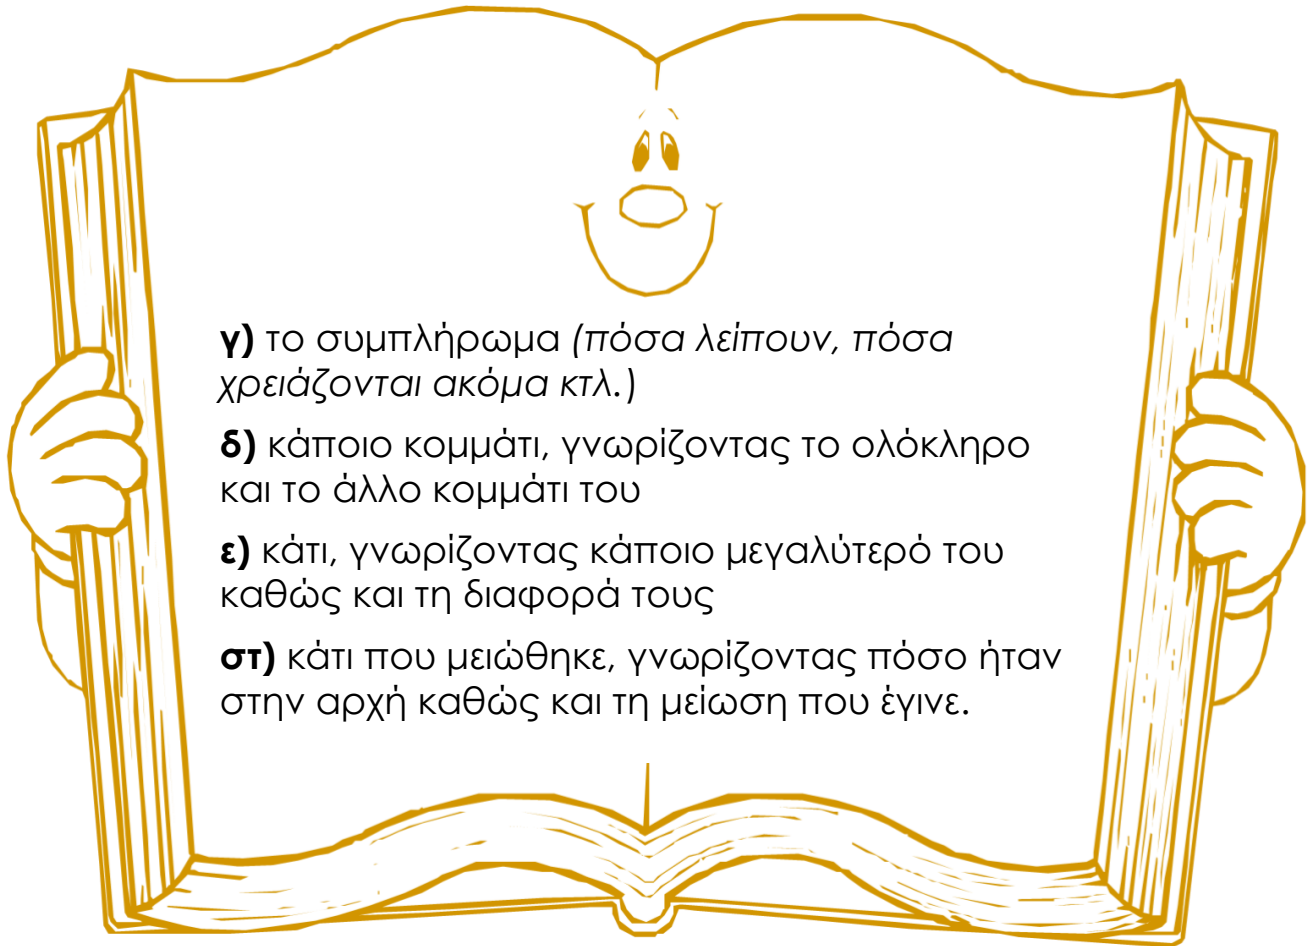 γ) το συμπλήρωμα (πόσα λείπουν, πόσα
χρειάζονται ακόμα κτλ.)
δ) κάποιο κομμάτι, γνωρίζοντας το ολόκληρο
και το άλλο κομμάτι του
ε) κάτι, γνωρίζοντας κάποιο μεγαλύτερό του
καθώς και τη διαφορά τους
στ) κάτι που μειώθηκε, γνωρίζοντας πόσο ήταν
στην αρχή καθώς και τη μείωση που έγινε.